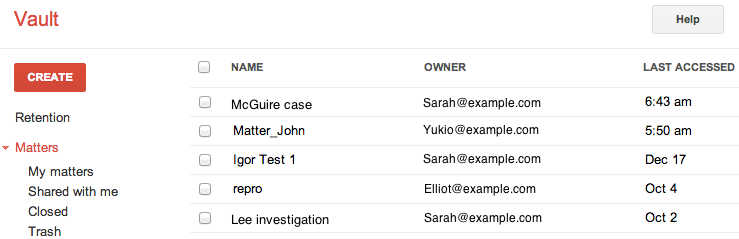 Vault
Help
CREATE
Retention
Matters
My matters
Shared with me
Closed
Trash
NAME OWNER LAST ACCESSED
McGuire case Sarah@example.com 6:43 am
Matter_John Yukio@example.com 5:50 am
Igor Test 1 Sarah@example.com Dec 17
repro Elliot@example.com Oct 4
Lee investigation Sarah@example.com Oct 2